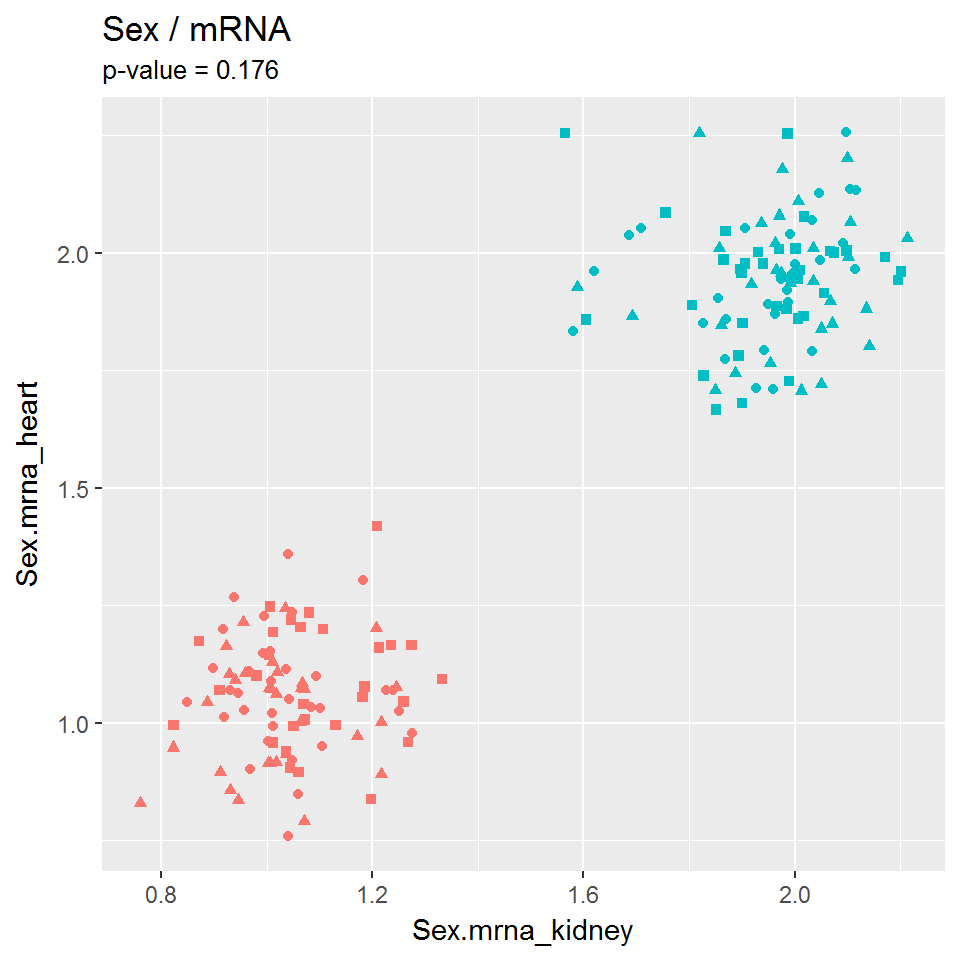 Sex / mRNA
p-value = 0.176
2.0
1.5
1.0
Sex.mrna_heart
0.8 1.2 1.6 2.0
Sex.mrna_kidney